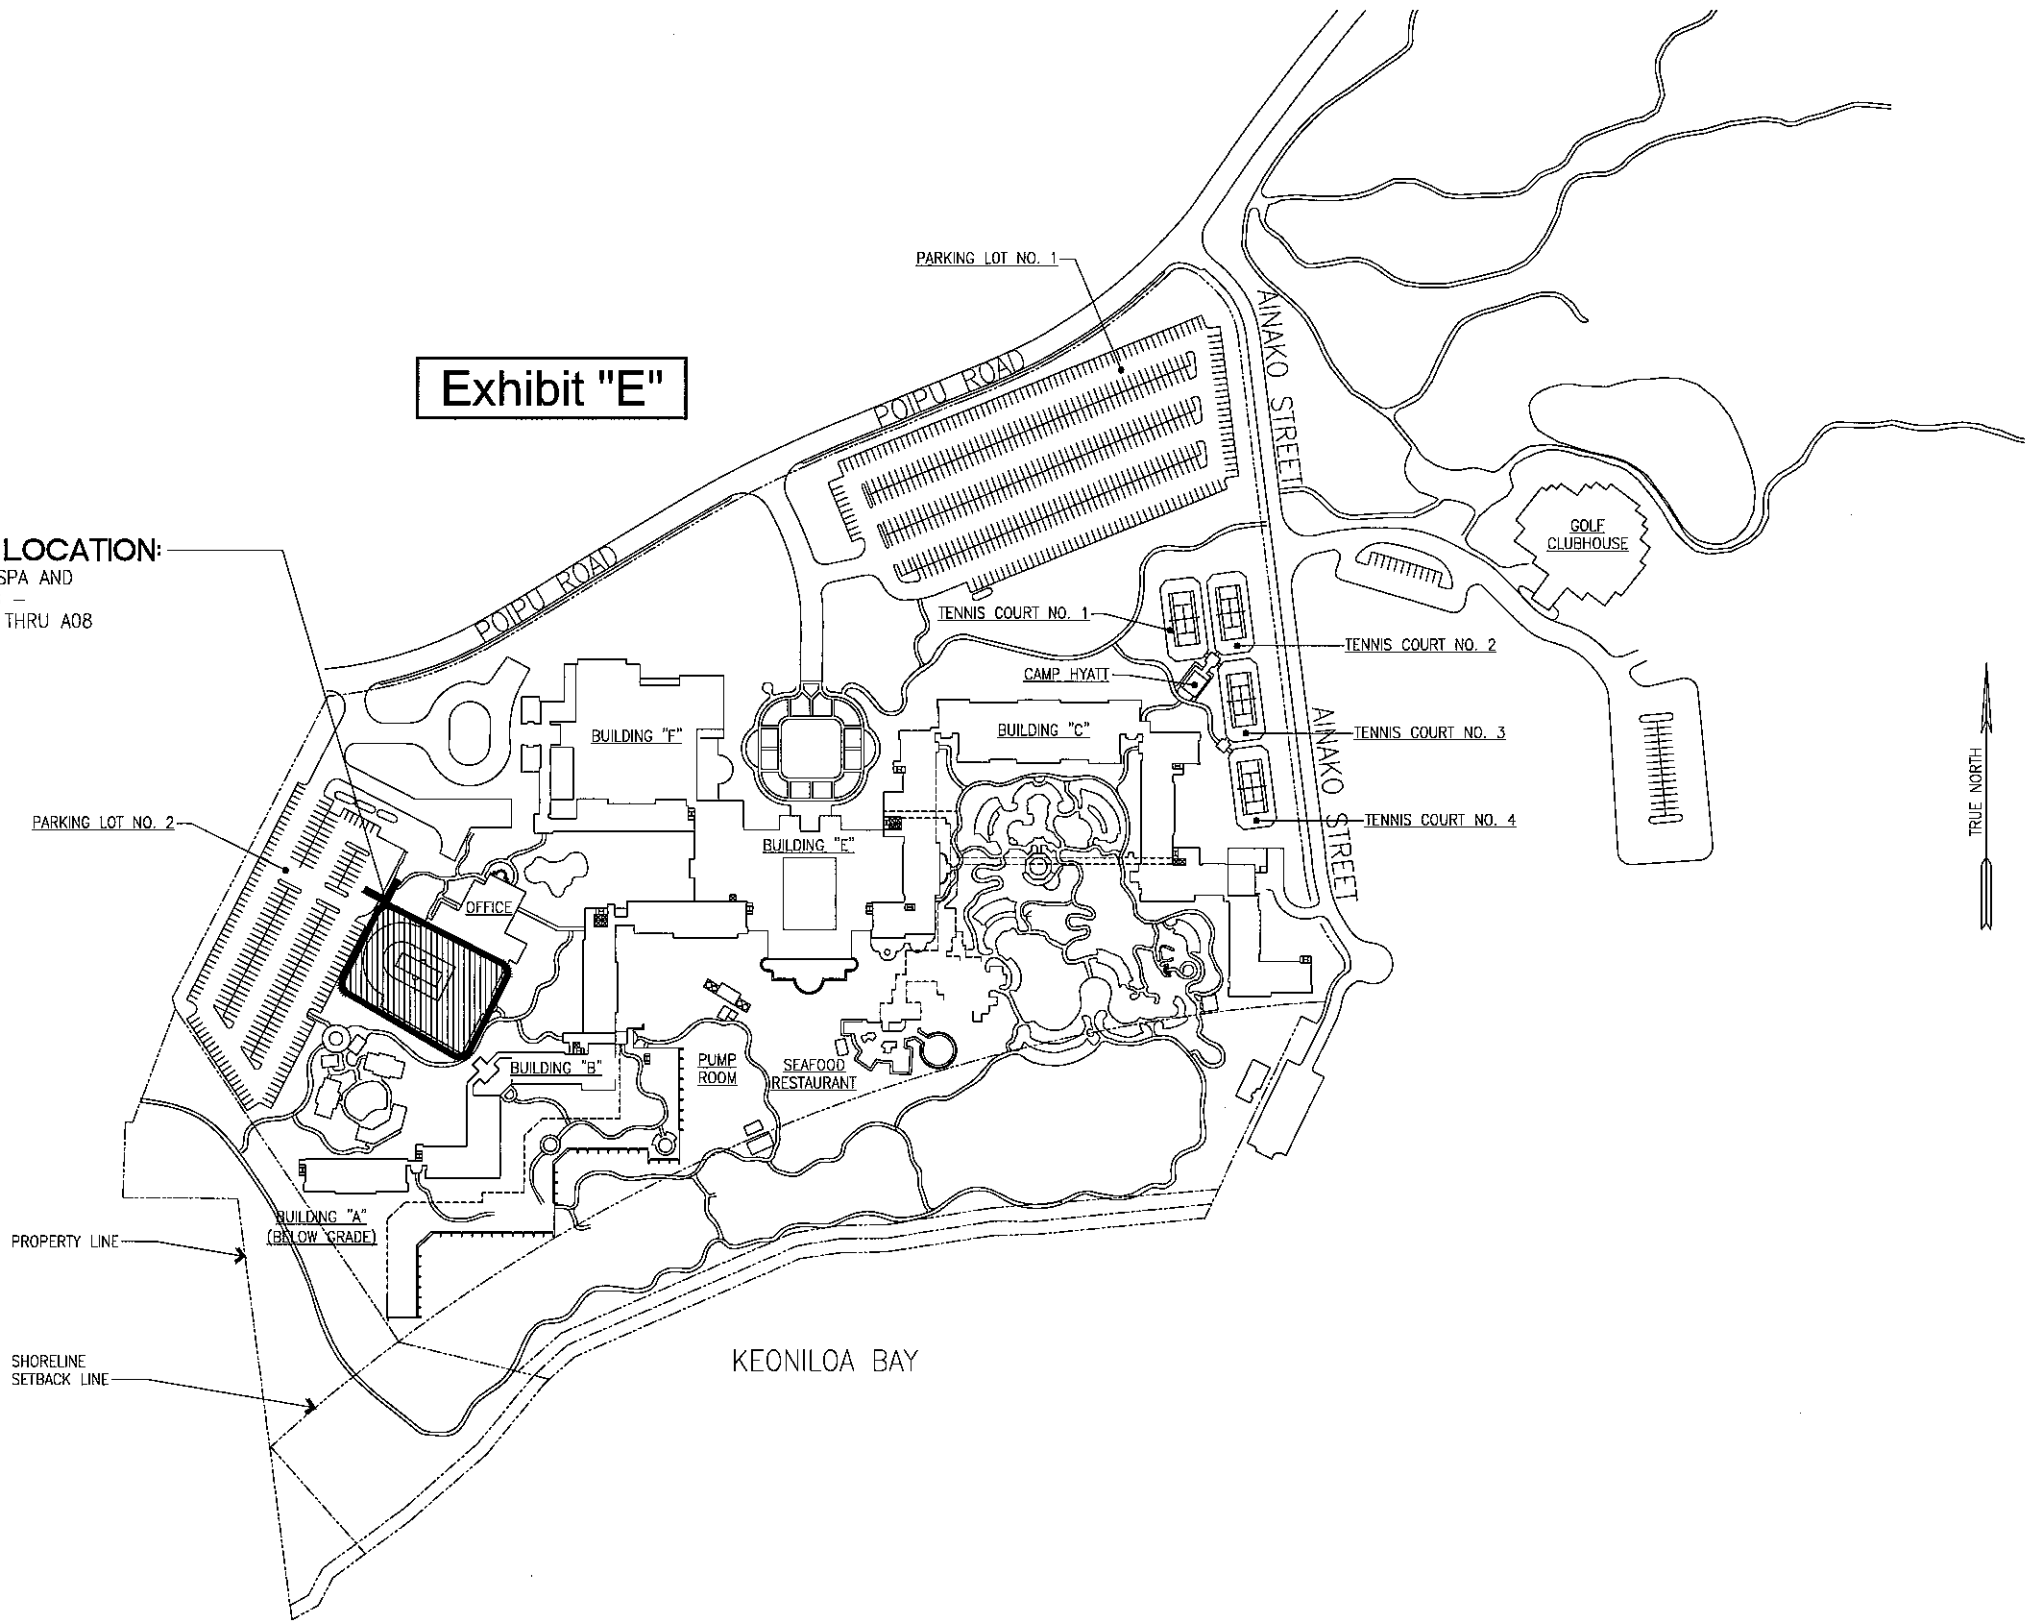 PARKING LOT NO. 1
AINAKO STREET
Exhibit "E"
POIPU ROAD
LOCATION:
SPA AND
–
THRU A08
POIPU ROAD
GOLF
CLUBHOUSE
TENNIS COURT NO. 1
TENNIS COURT NO. 2
CAMP HYATT
BUILDING "F"
BUILDING "C"
TENNIS COURT NO. 3
AINAKO STREET
TRUE NORTH
PARKING LOT NO. 2
TENNIS COURT NO. 4
BUILDING "E"
OFFICE
BUILDING "B"
PUMP
ROOM
SEAFOOD
RESTAURANT
BUILDING "A"
(BELOW GRADE)
PROPERTY LINE
SHORELINE
SETBACK LINE
KEONILOA BAY